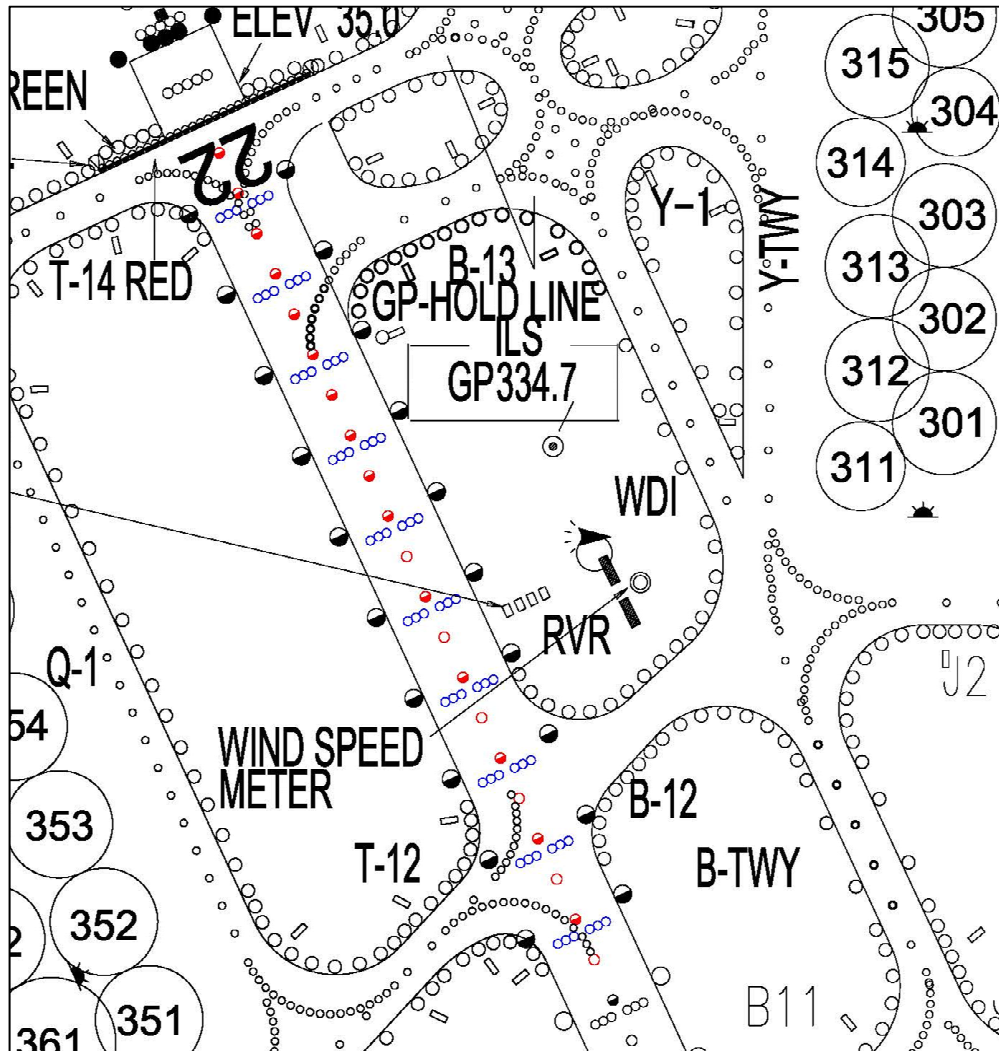 ELEV 35.0
305
315
304
REEN
22
314
Y-1
Y-TWY
303
T-14 RED
B-13
GP-HOLD LINE
ILS
GP334.7
313
302
312
301
311
WDI
RVR
Q-1
54
J2
WIND SPEED
METER
B-12
353
T-12
B-TWY
352
2
351
B11
361